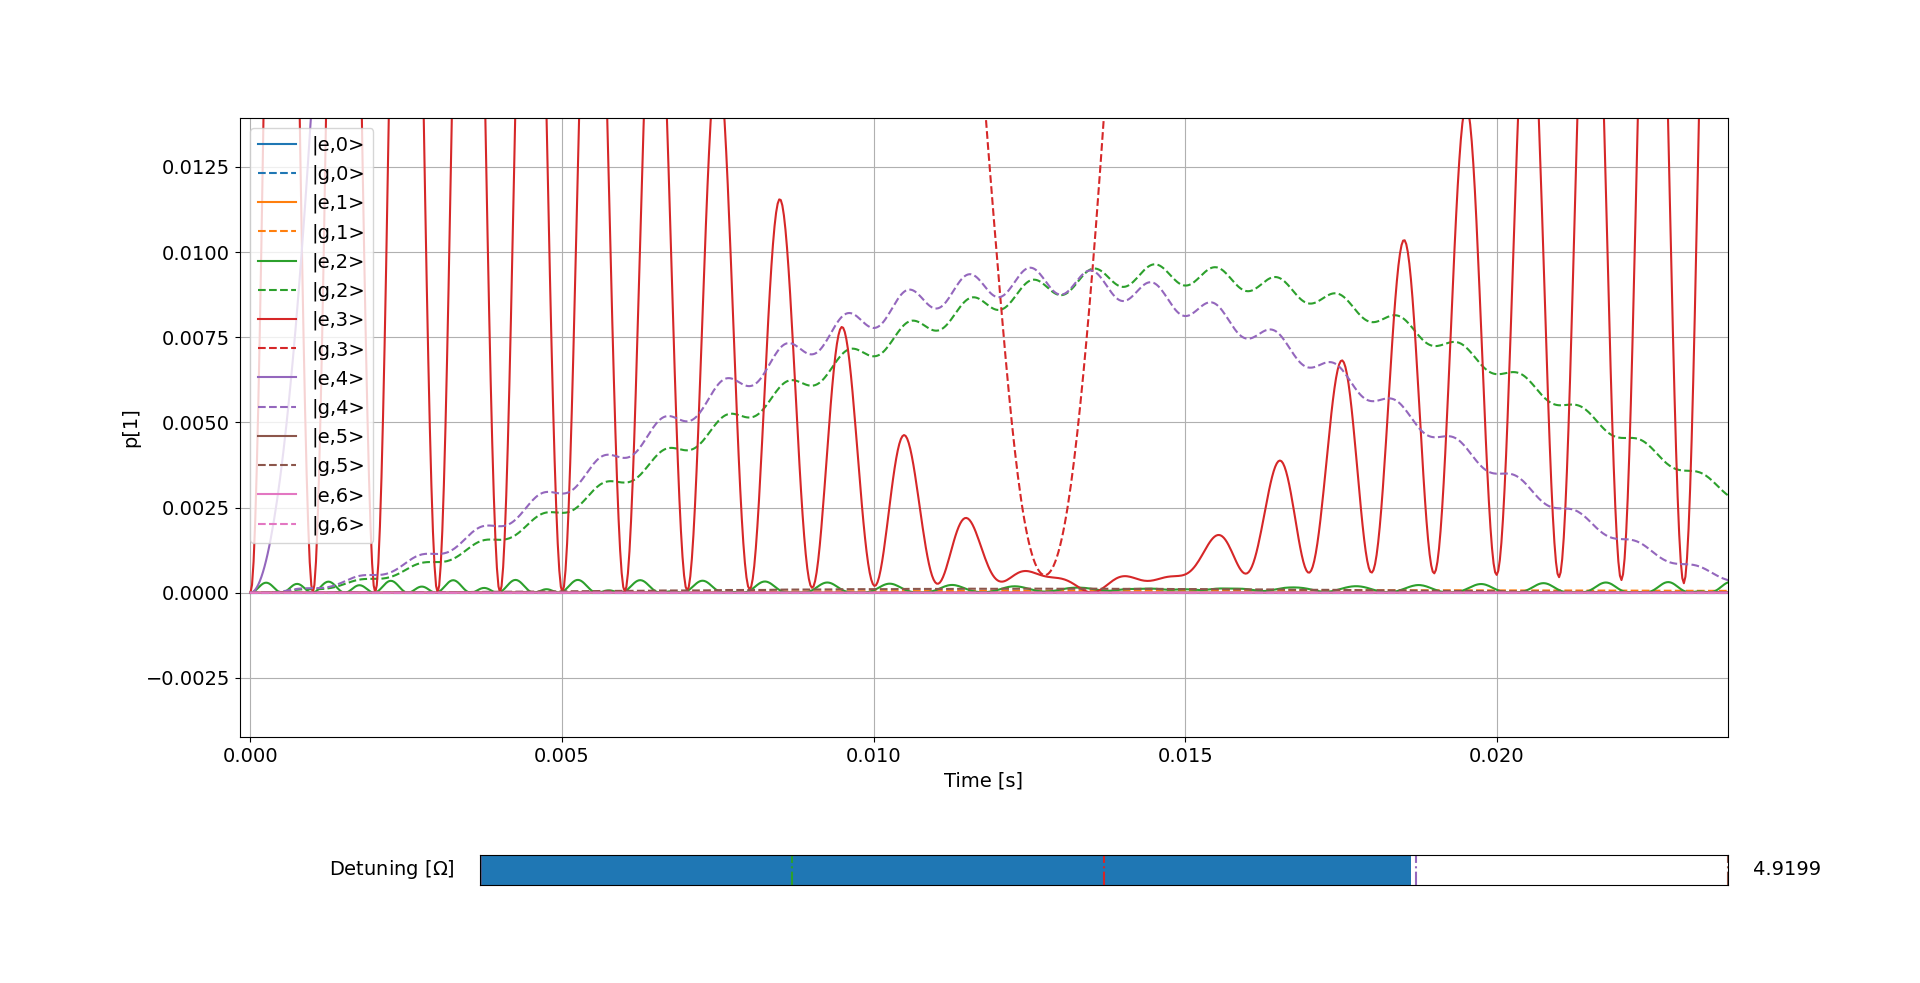 p[1]
0.0125
0.0100
0.0075
0.0050
0.0025
0.0000
−0.0025
|e,0>
|g,0>
|e,1>
|g,1>
|e,2>
|g,2>
|e,3>
|g,3>
|e,4>
|g,4>
|e,5>
|g,5>
|e,6>
|g,6>
0.000 0.005 0.010 0.015 0.020
Time [s]
Detuning [Ω] 4.9199